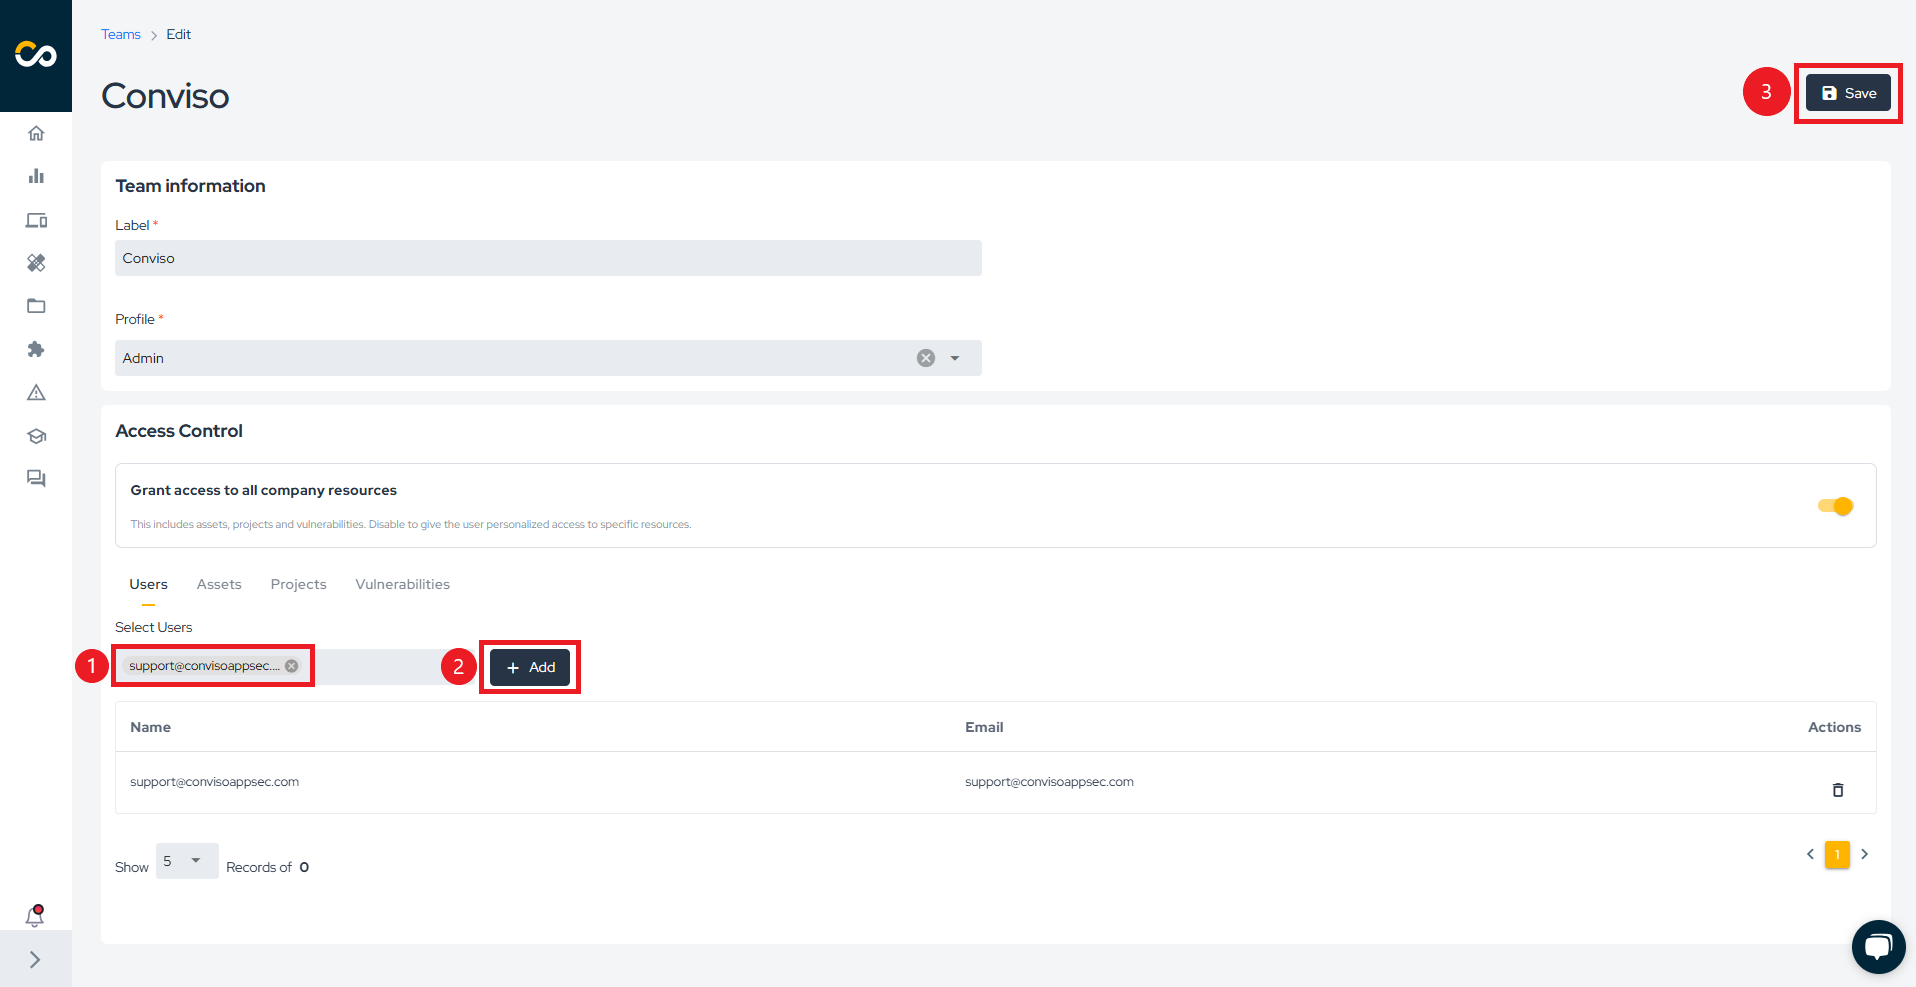 Teams > Edit
Conviso
3
Save
Team information
Label *
Conviso
Profile *
Admin
Access Control
Grant access to all company resources
This includes assets, projects and vulnerabilities. Disable to give the user personalized access to specific resources.
Users Assets Projects Vulnerabilities
Select Users
1 support@convisoappsec.... 2 + Add
Name Email Actions
support@convisoappsec.com support@convisoappsec.com
Show 5 Records of 0
< 1 >